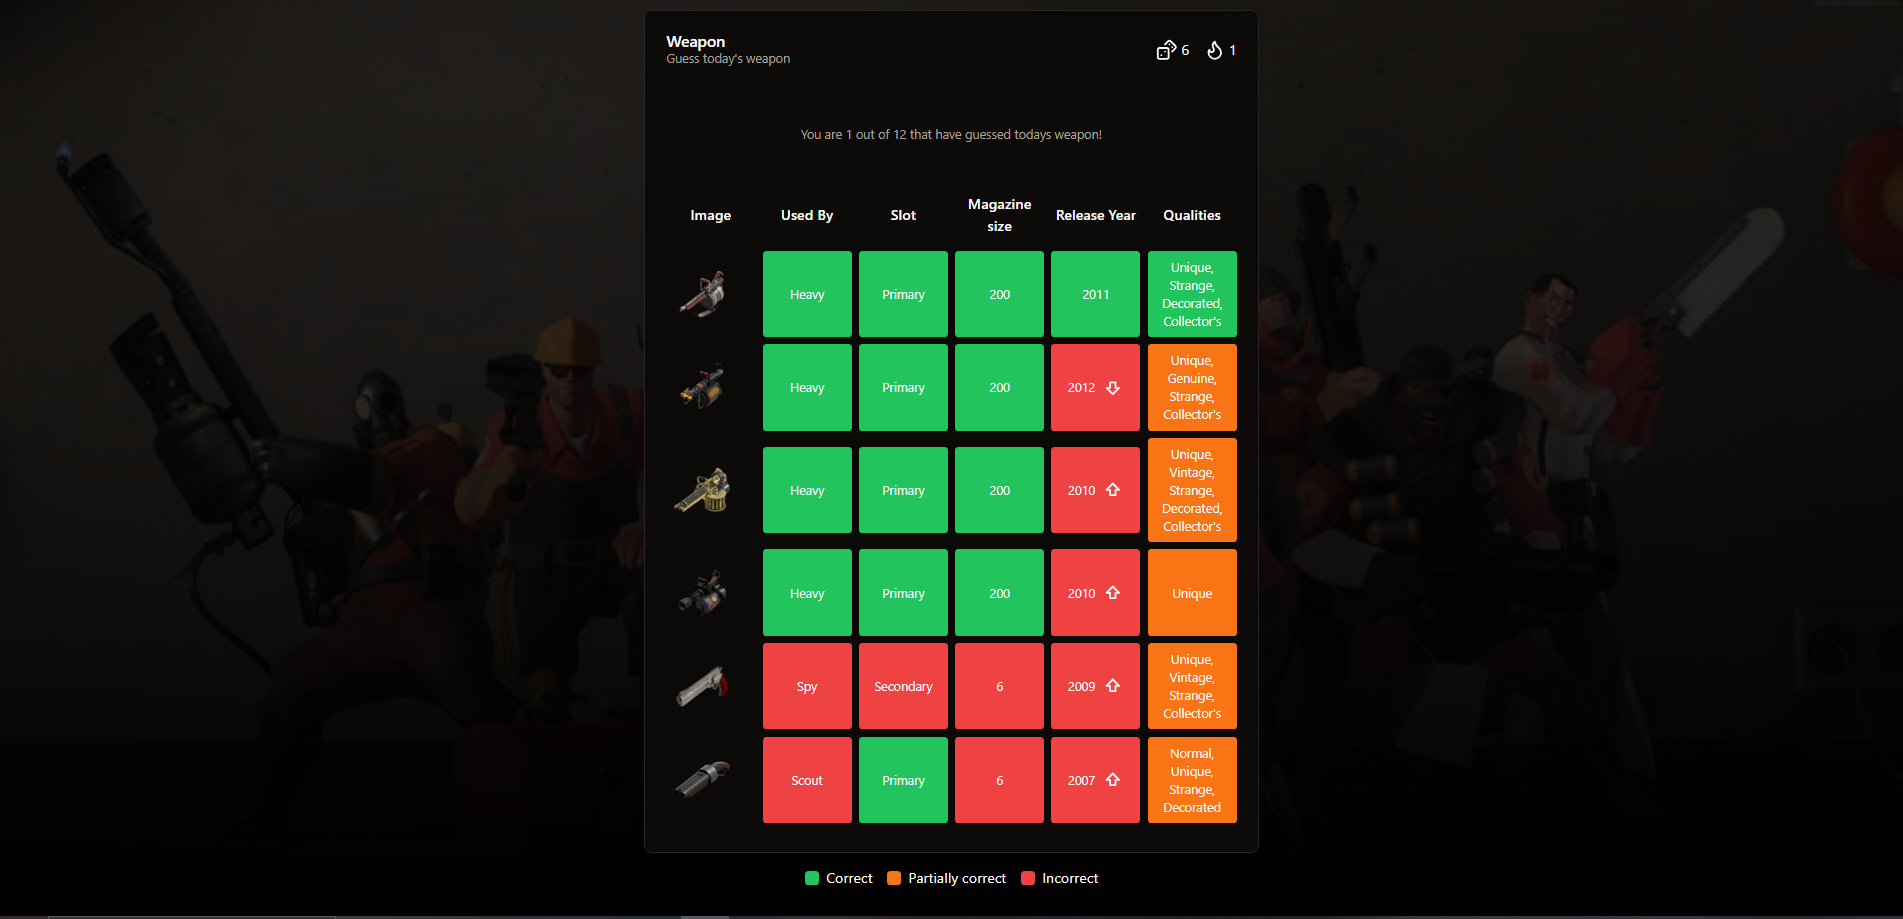 Weapon
Guess today's weapon
6
1
You are 1 out of 12 that have guessed todays weapon!
Image
Used By
Slot
Magazine
size
Release Year
Qualities
Heavy
Primary
200
2011
Unique,
Strange,
Decorated,
Collector's
Heavy
Primary
200
2012
Unique,
Genuine,
Strange,
Collector's
Heavy
Primary
200
2010
Unique,
Vintage,
Strange,
Decorated,
Collector's
Heavy
Primary
200
2010
Unique
Spy
Secondary
6
2009
Unique,
Vintage,
Strange,
Collector's
Scout
Primary
6
2007
Normal,
Unique,
Strange,
Decorated
Correct
Partially correct
Incorrect